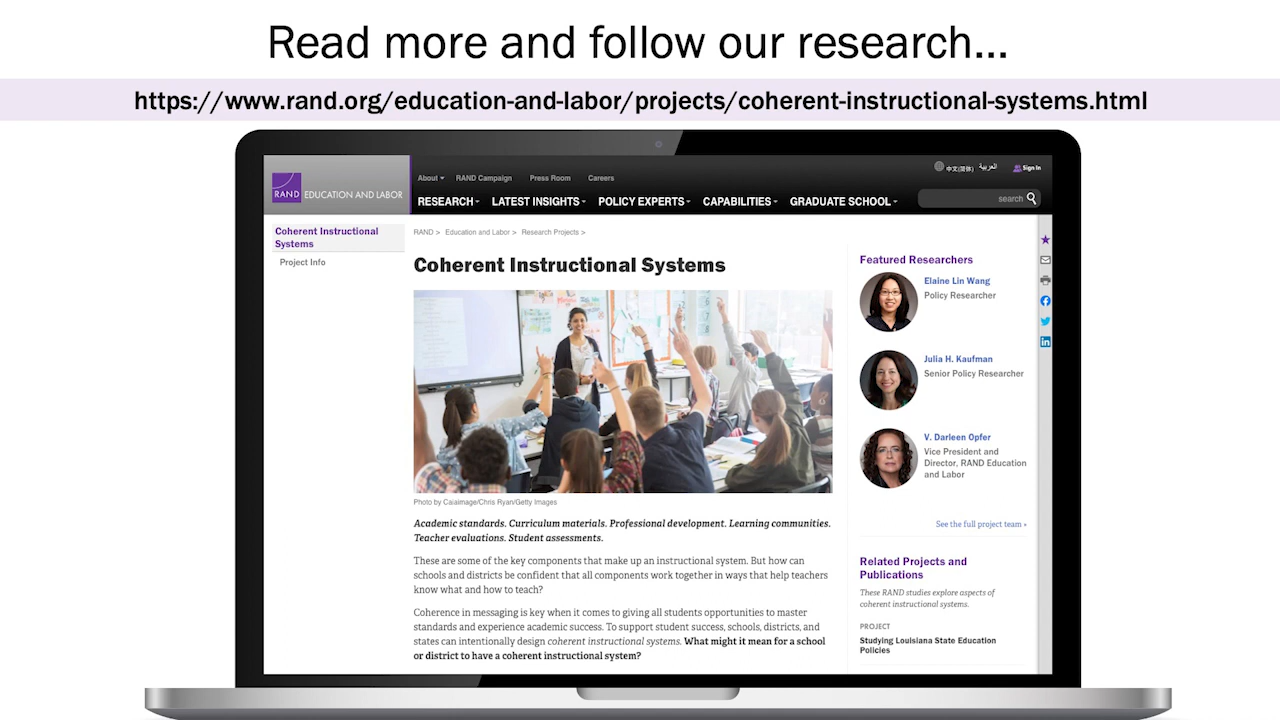 Read more and follow our research...
https://www.rand.org/education-and-labor/projects/coherent-instructional-systems.html
RAND EDUCATION AND LABOR
About
RAND Campaign
Press Room
Careers
中文(简体)
العربية
Sign In
RESEARCH
LATEST INSIGHTS
POLICY EXPERTS
CAPABILITIES
GRADUATE SCHOOL
search
Coherent Instructional
Systems
Project Info
RAND > Education and Labor > Research Projects >
Coherent Instructional Systems
Photo by Caiaimage/Chris Ryan/Getty Images
Academic standards. Curriculum materials. Professional development. Learning communities.
Teacher evaluations. Student assessments.
These are some of the key components that make up an instructional system. But how can
schools and districts be confident that all components work together in ways that help teachers
know what and how to teach?
Coherence in messaging is key when it comes to giving all students opportunities to master
standards and experience academic success. To support student success, schools, districts, and
states can intentionally design coherent instructional systems. What might it mean for a school
or district to have a coherent instructional system?
Featured Researchers
Elaine Lin Wang
Policy Researcher
Julia H. Kaufman
Senior Policy Researcher
V. Darleen Opfer
Vice President and
Director, RAND Education
and Labor
See the full project team »
Related Projects and
Publications
These RAND studies explore aspects of
coherent instructional systems.
PROJECT
Studying Louisiana State Education
Policies